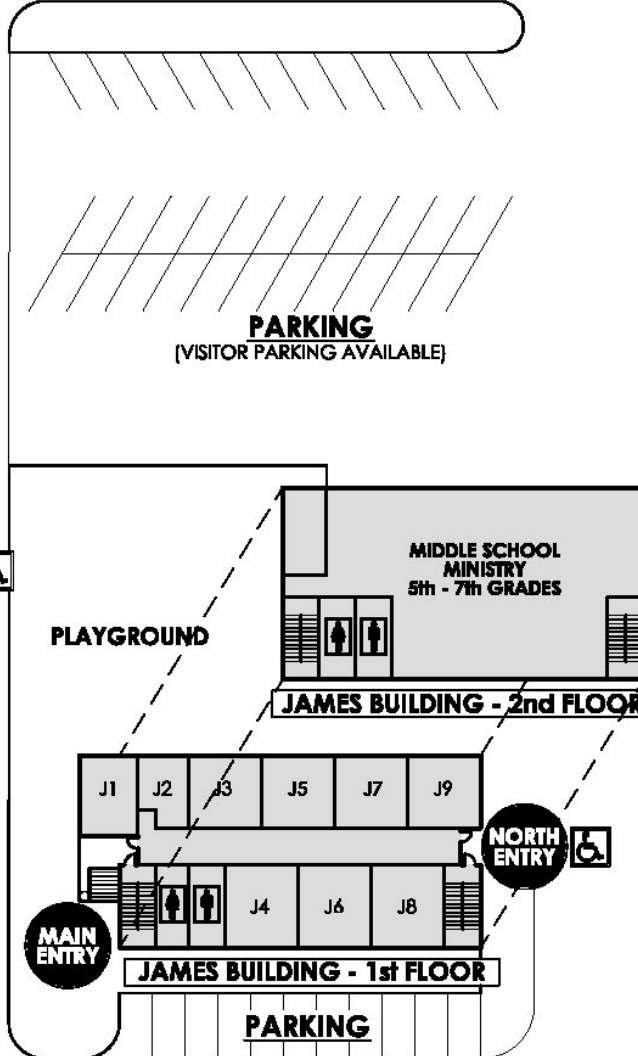 PARKING
(VISITOR PARKING AVAILABLE)
MIDDLE SCHOOL
MINISTRY
5th - 7th GRADES
PLAYGROUND
JAMES BUILDING - 2nd FLOOR
J1
J2
J3
J5
J7
J9
NORTH
ENTRY
J4
J6
J8
MAIN
ENTRY
JAMES BUILDING - 1st FLOOR
PARKING